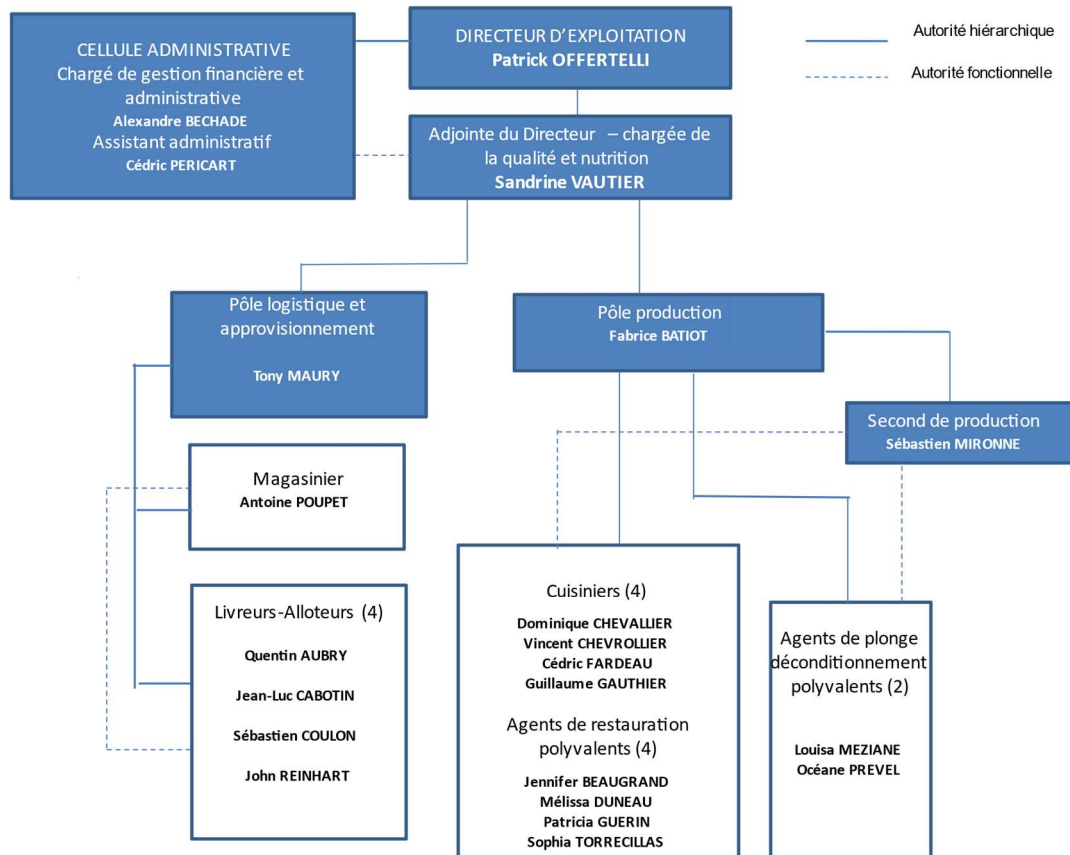 CELLULE ADMINISTRATIVE
Chargé de gestion financière et
administrative
Alexandre BECHADE
Assistant administratif
Cédric PERICART
DIRECTEUR D'EXPLOITATION
Patrick OFFERTELLI
Autorité hiérarchique
Autorité fonctionnelle
Adjointe du Directeur – chargée de
la qualité et nutrition
Sandrine VAUTIER
Pôle logistique et
approvisionnement
Tony MAURY
Pôle production
Fabrice BATIOT
Second de production
Sébastien MIRONNE
Magasinier
Antoine POUPET
Livreurs-Alloteurs (4)
Quentin AUBRY
Jean-Luc CABOTIN
Sébastien COULON
John REINHART
Cuisiniers (4)
Dominique CHEVALLIER
Vincent CHEVROLLIER
Cédric FARDEAU
Guillaume GAUTHIER
Agents de restauration
polyvalents (4)
Jennifer BEAUGRAND
Mélissa DUNEAU
Patricia GUERIN
Sophia TORRECILLAS
Agents de plonge
déconditionnement
polyvalents (2)
Louisa MEZIANE
Océane PREVEL